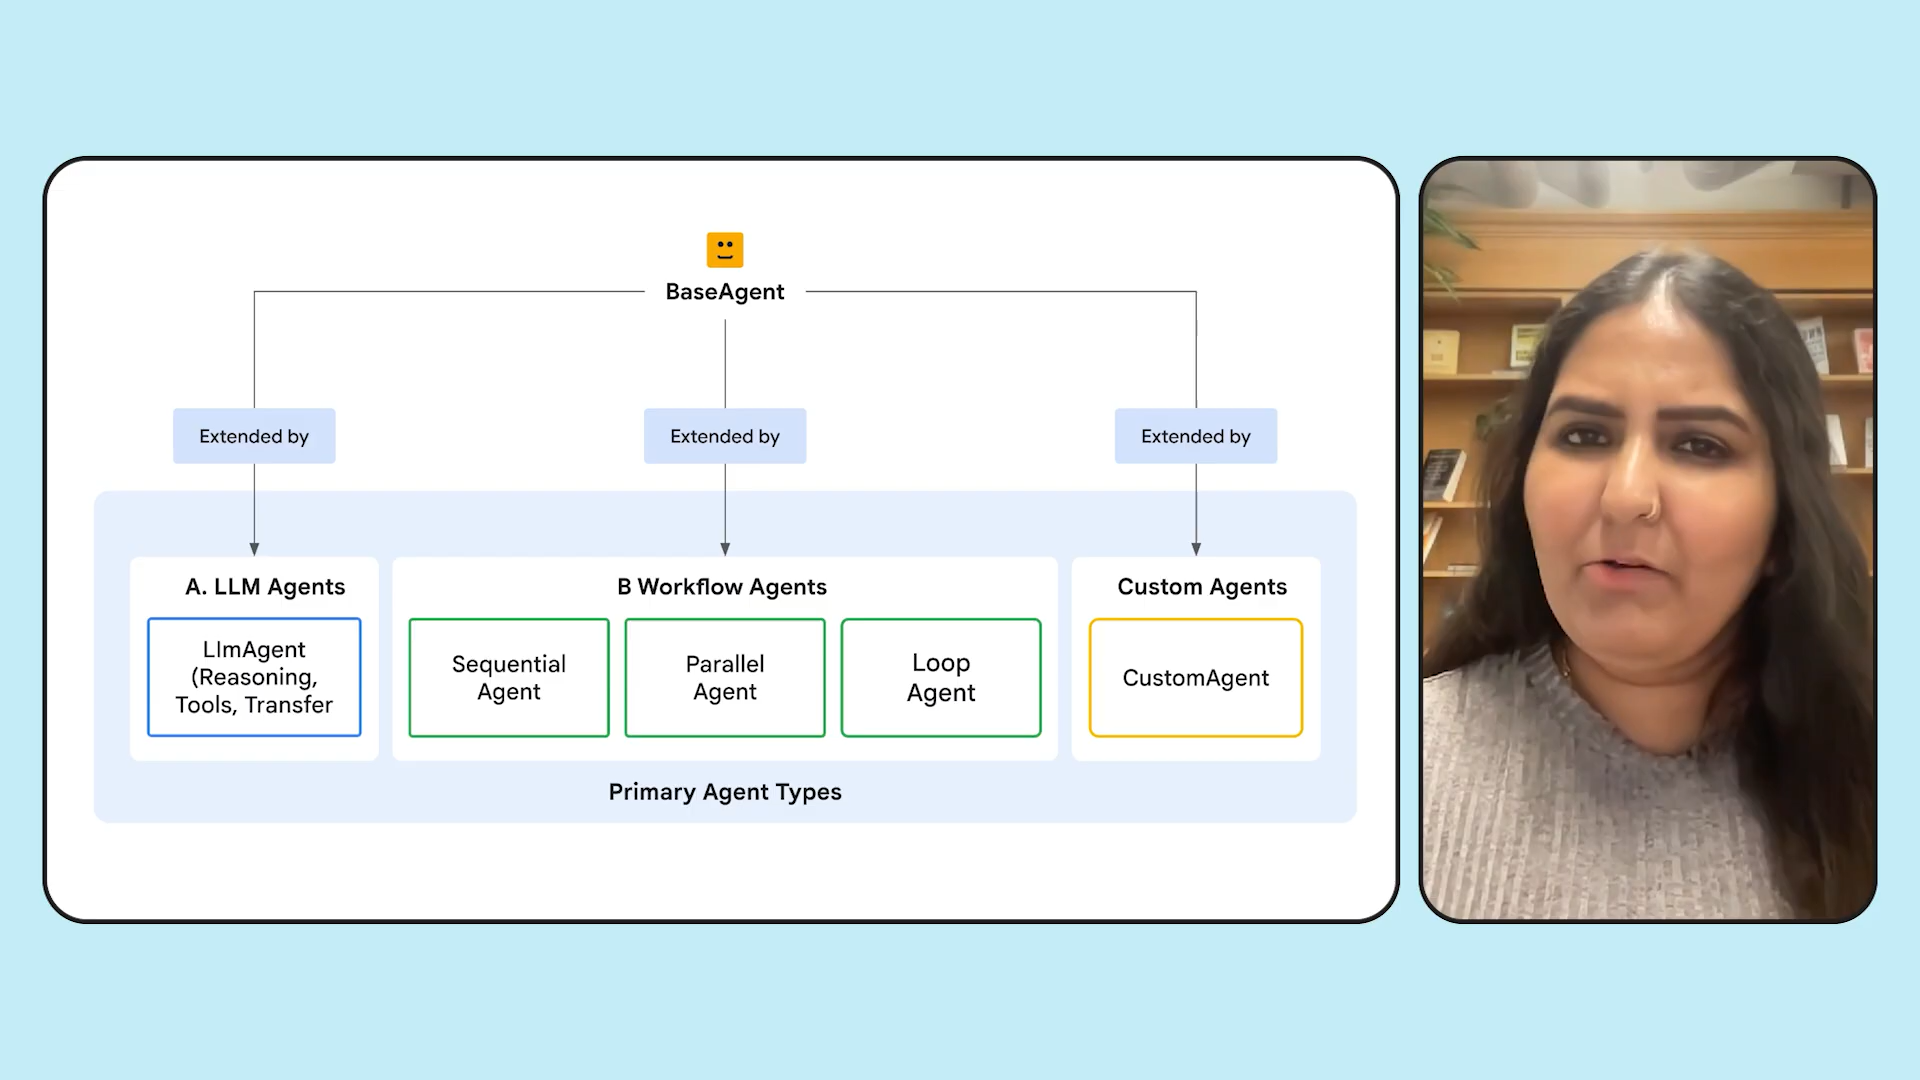 BaseAgent
Extended by
Extended by
Extended by
A. LLM Agents
LlmAgent
(Reasoning,
Tools, Transfer
B Workflow Agents
Sequential
Agent
Parallel
Agent
Loop
Agent
Custom Agents
CustomAgent
Primary Agent Types